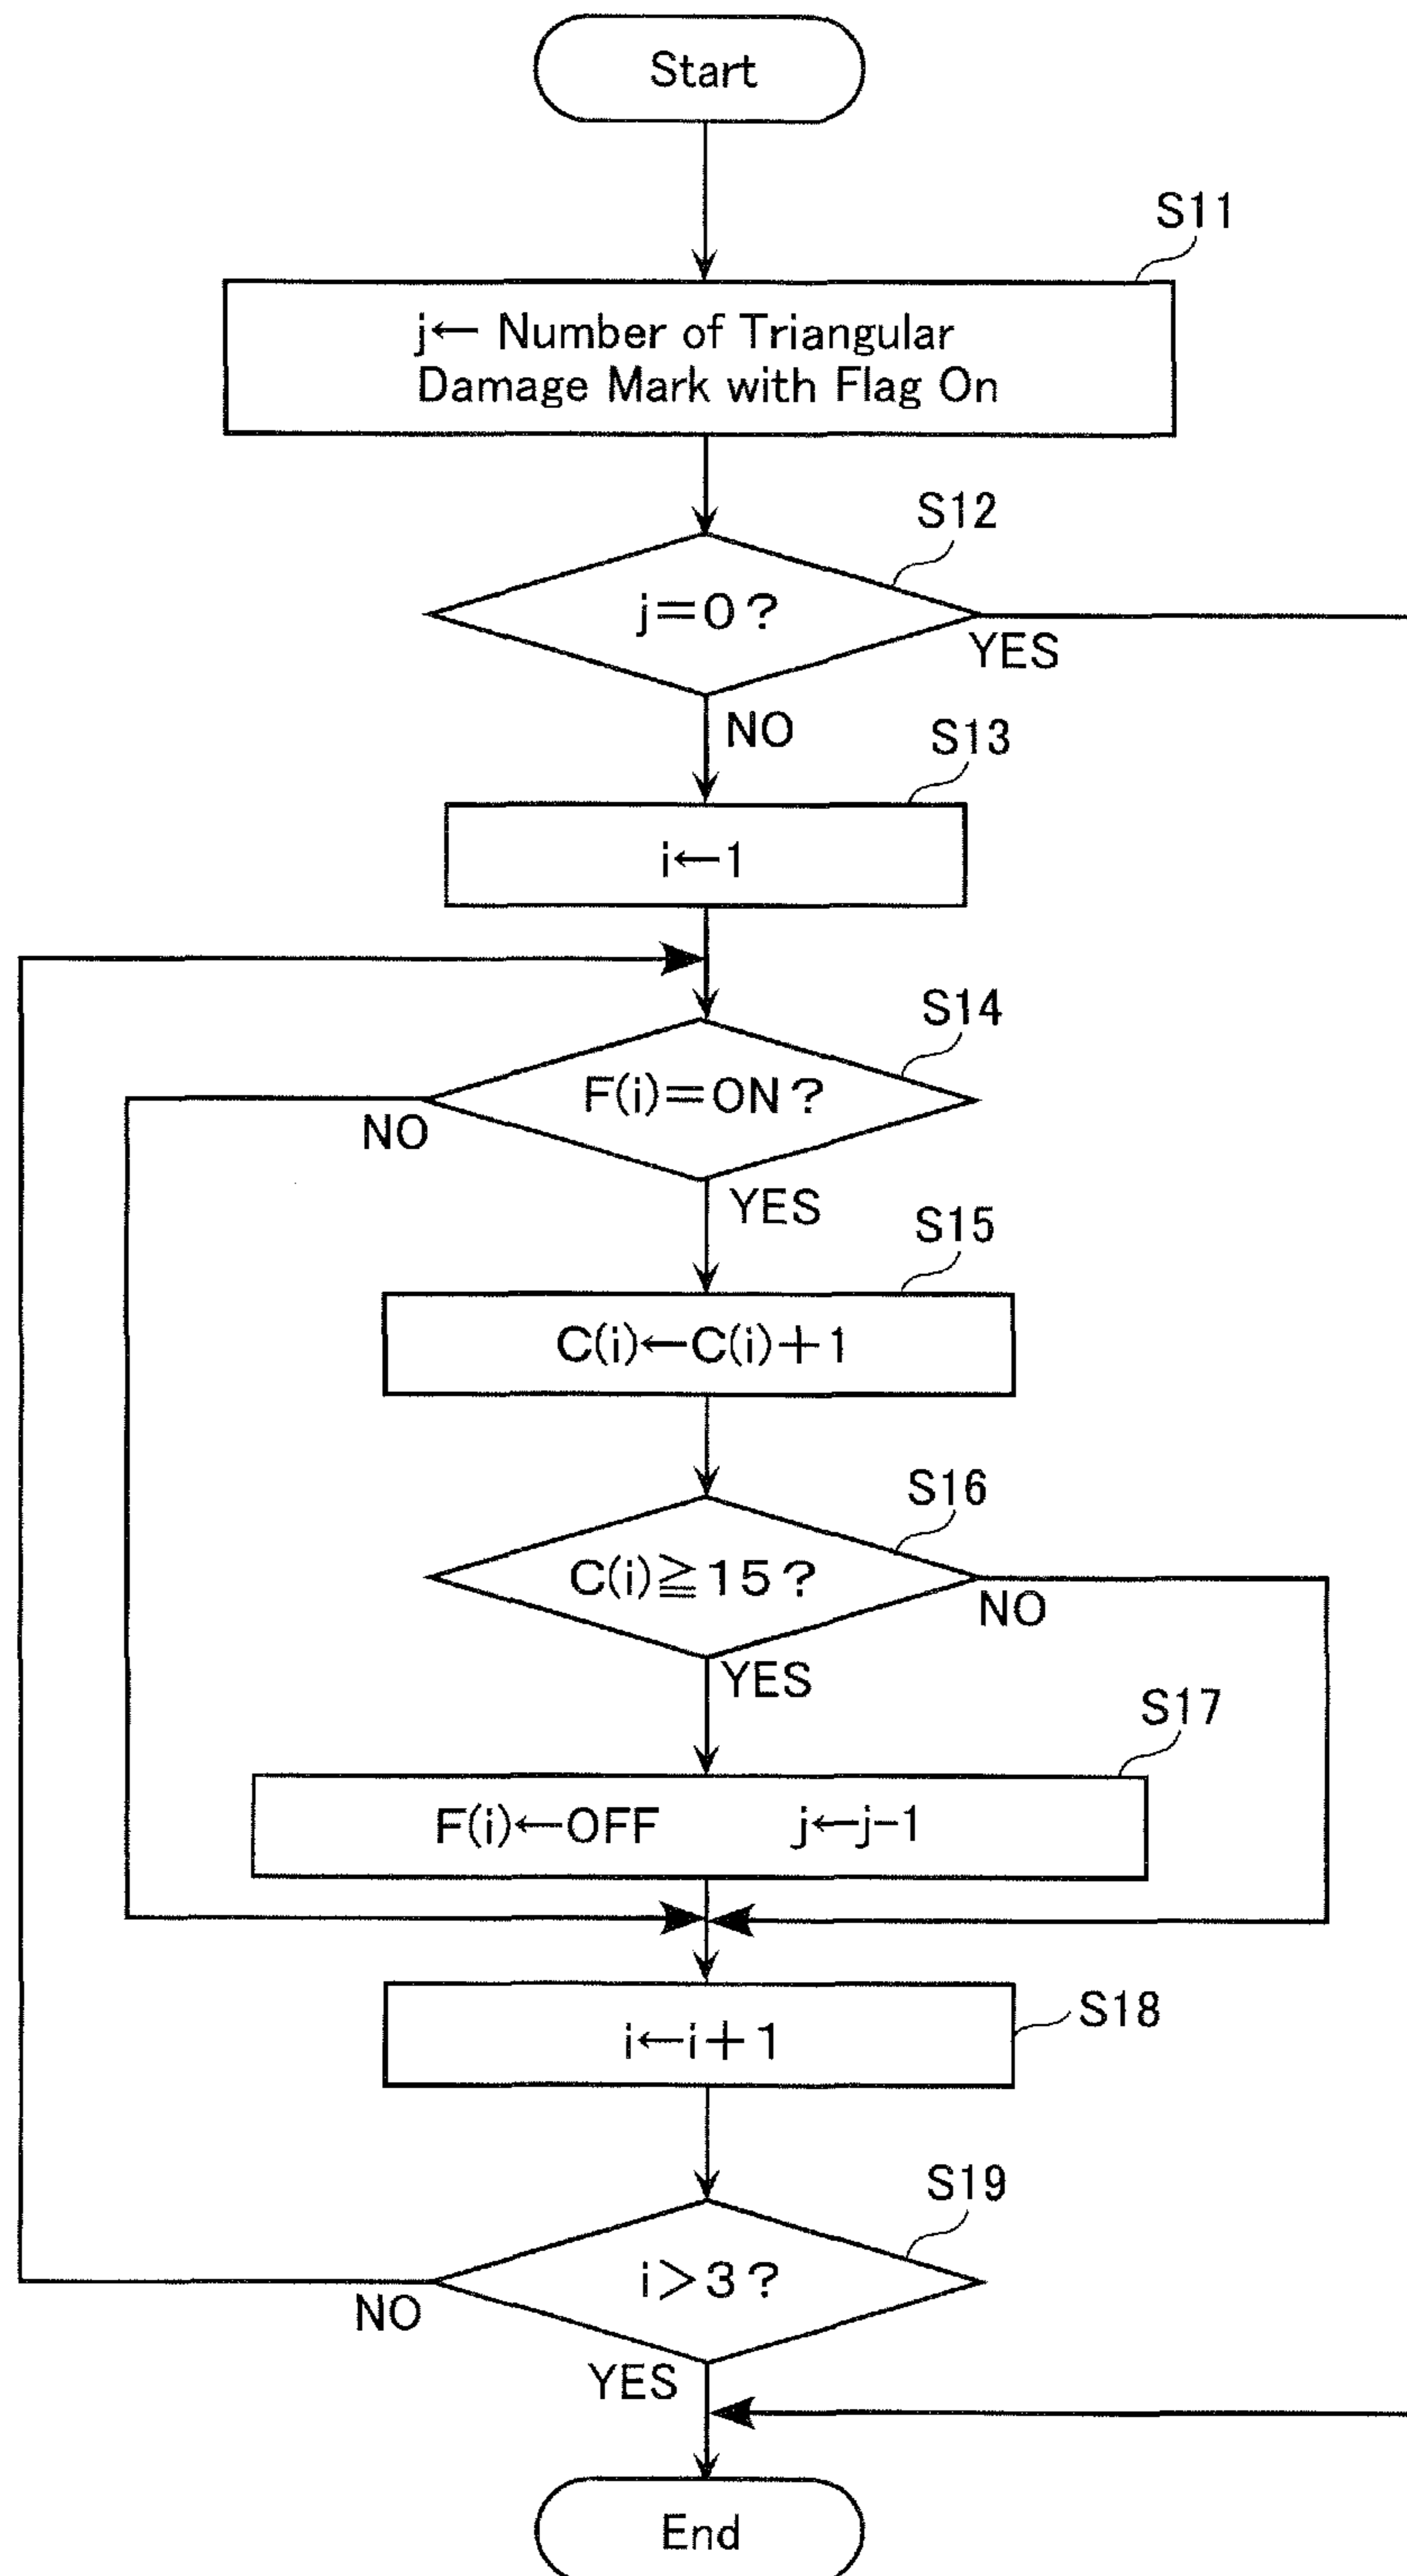 Start
S11
j← Number of Triangular
Damage Mark with Flag On
S12
j=0?
YES
NO
S13
i←1
S14
F(i)=ON?
NO
YES
S15
C(i)←C(i)+1
S16
C(i)≧15?
NO
YES
S17
F(i)←OFF j←j-1
S18
i←i+1
S19
i>3?
NO
YES
End